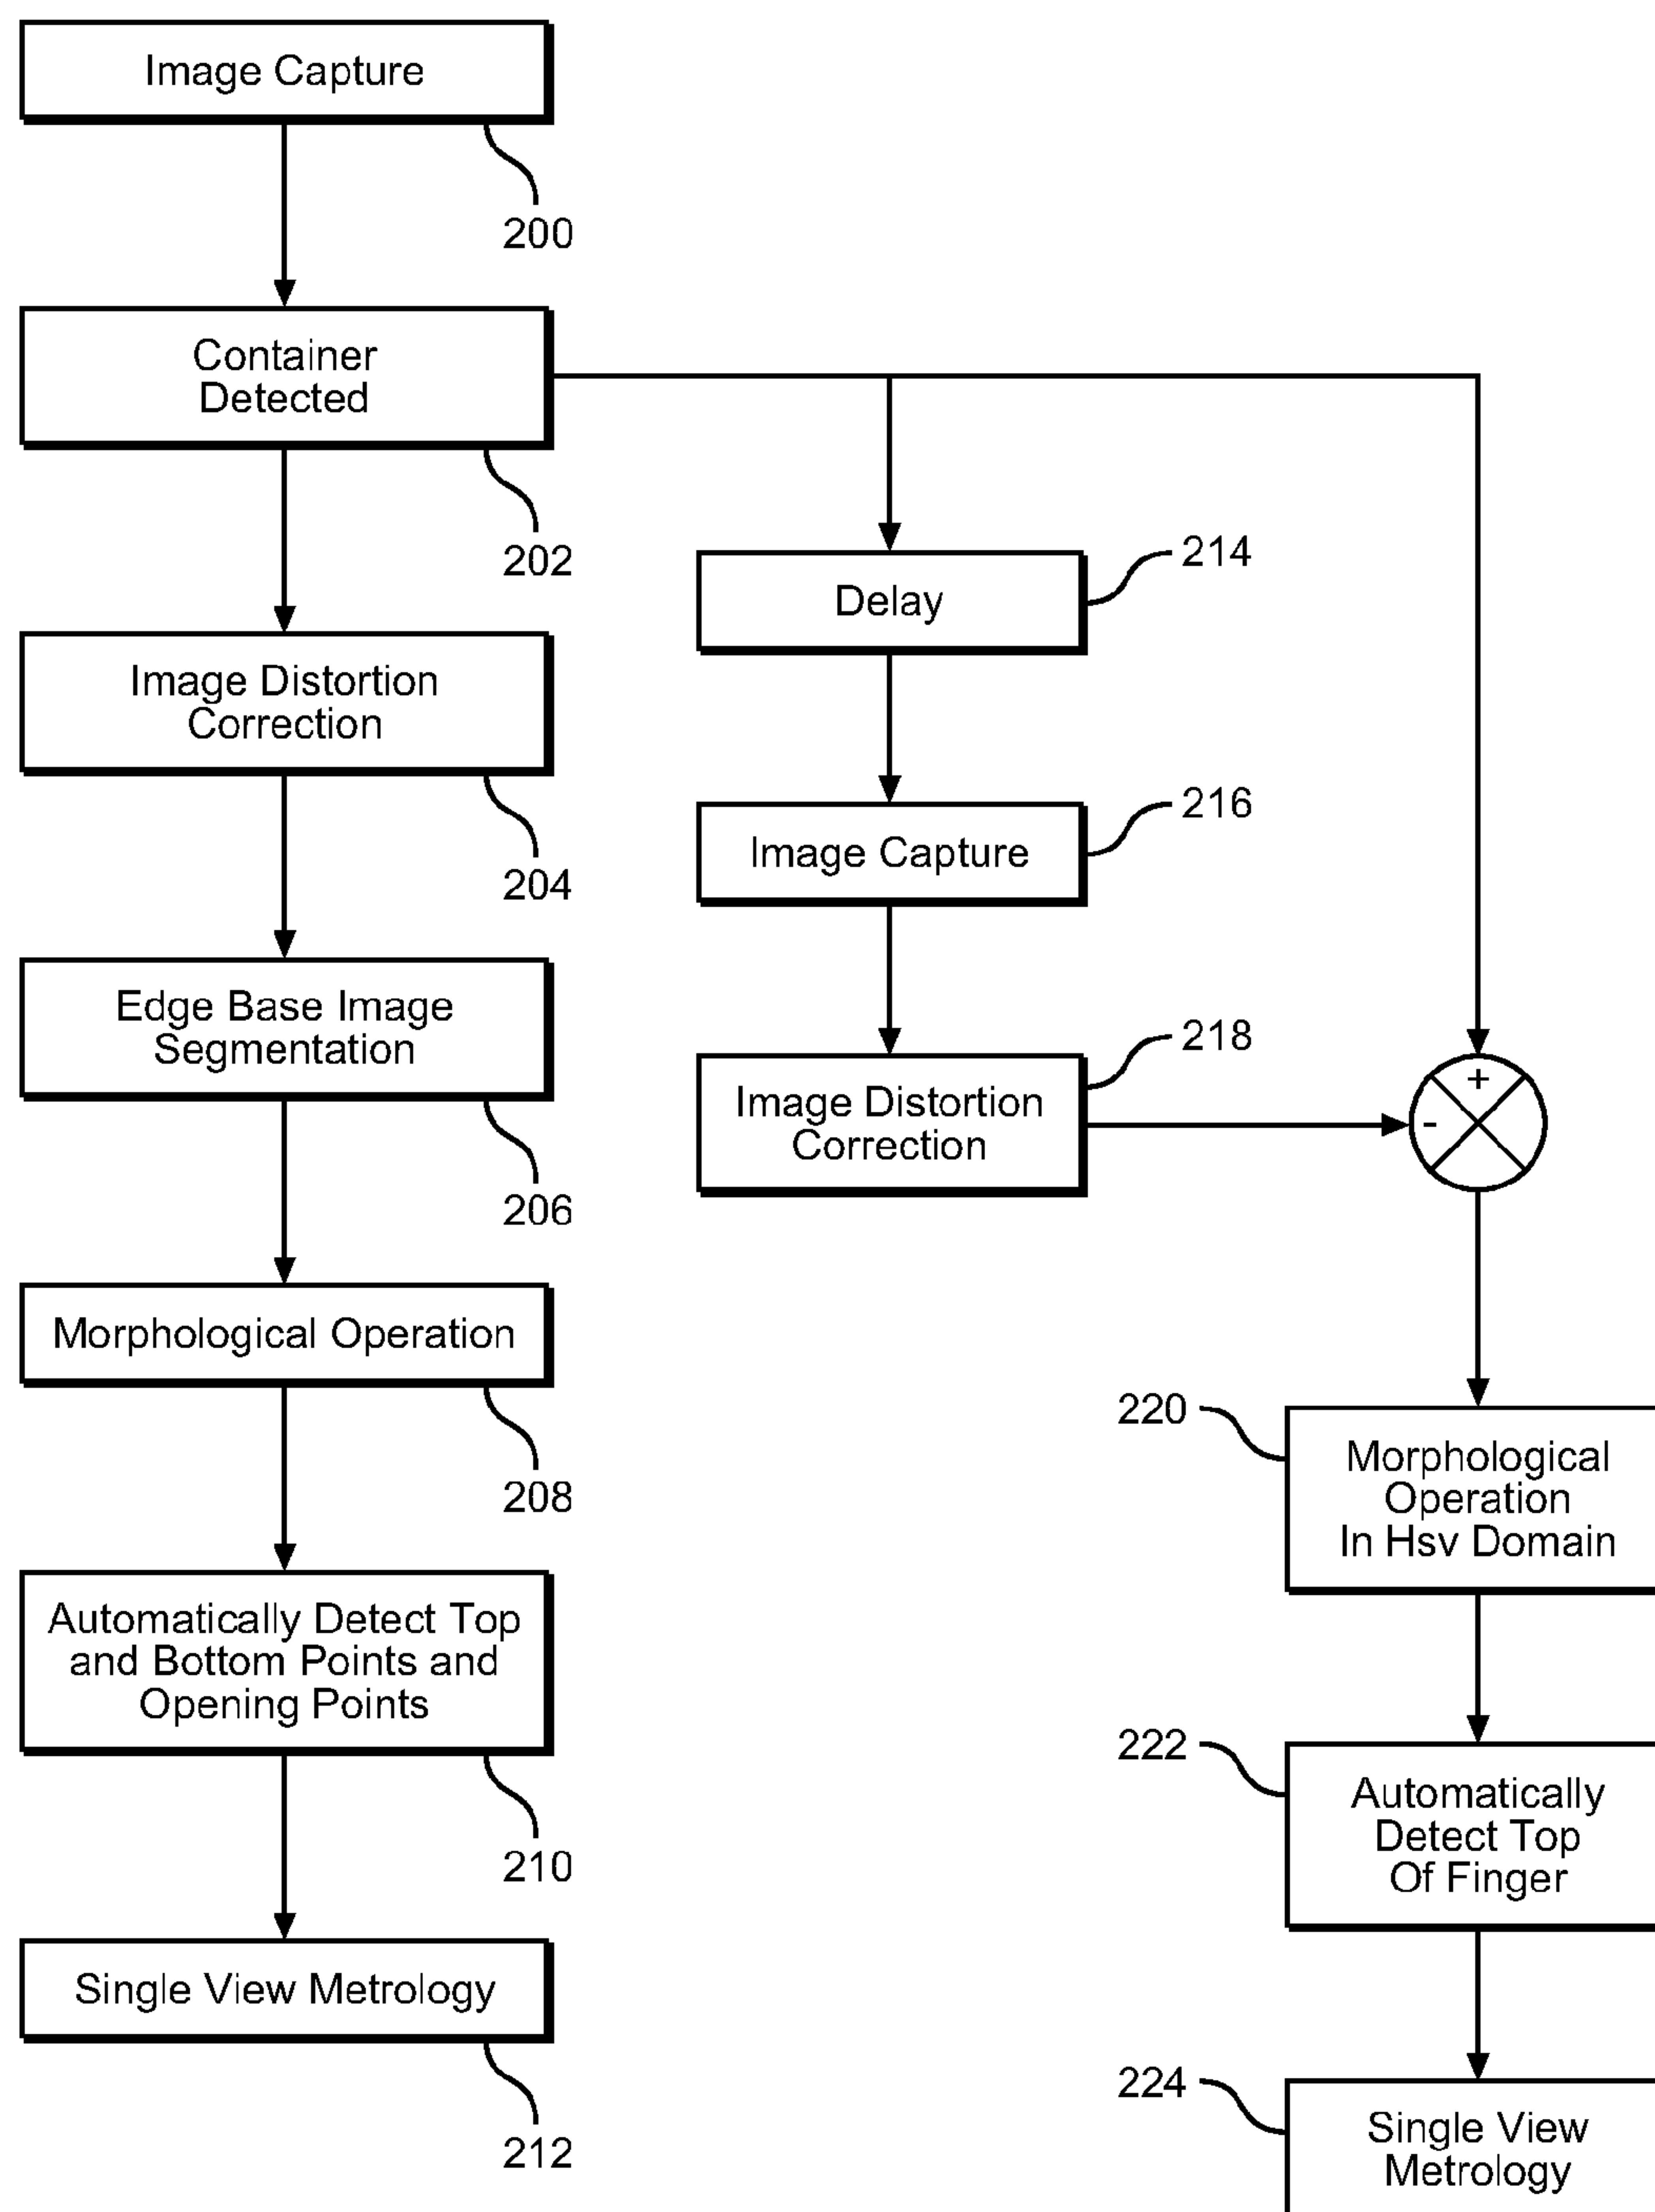 Image Capture
200
Container
Detected
202
Image Distortion
Correction
204
Edge Base Image
Segmentation
206
Morphological Operation
208
Automatically Detect Top
and Bottom Points and
Opening Points
210
Single View Metrology
212
Delay
214
Image Capture
216
Image Distortion
Correction
218
+
-
220
Morphological
Operation
In Hsv Domain
222
Automatically
Detect Top
Of Finger
224
Single View
Metrology